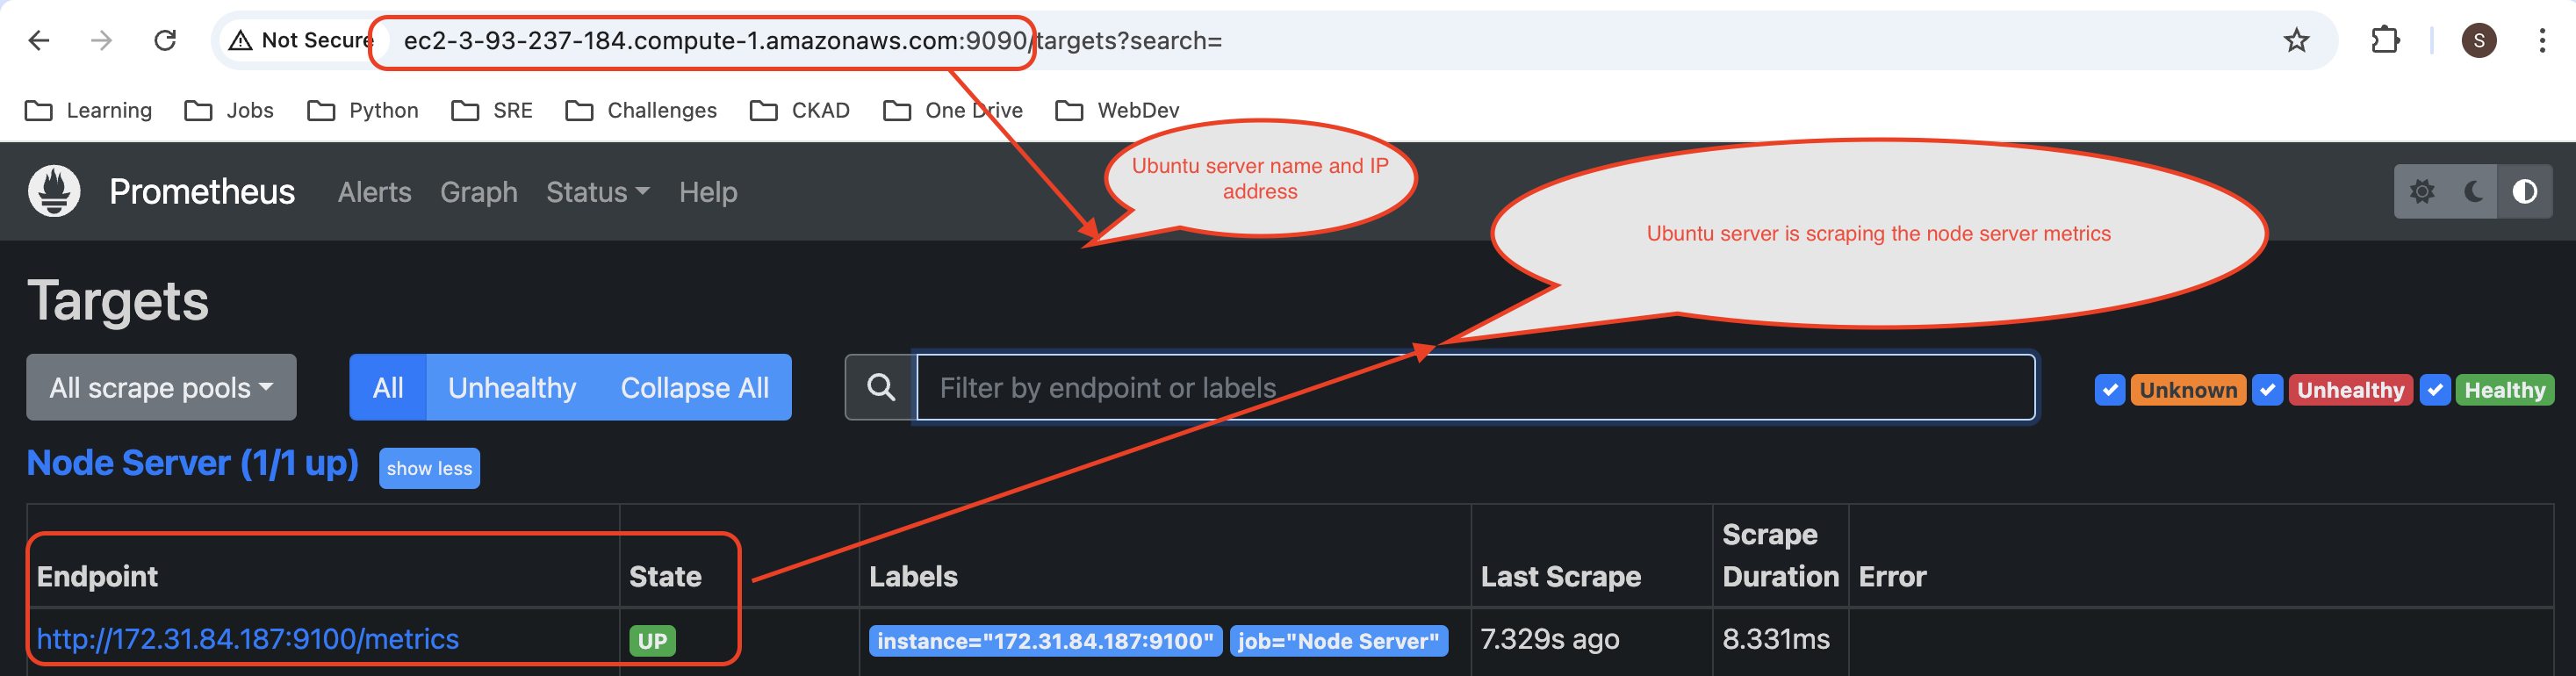 Not Secure ec2-3-93-237-184.compute-1.amazonaws.com:9090/targets?search= S
Learning Jobs Python SRE Challenges CKAD One Drive WebDev
Ubuntu server name and IP
address
Prometheus Alerts Graph Status Help
Ubuntu server is scraping the node server metrics
Targets
All scrape pools All Unhealthy Collapse All Filter by endpoint or labels Unknown Unhealthy Healthy
Node Server (1/1 up) show less
Endpoint State Labels Last Scrape Scrape Duration Error
http://172.31.84.187:9100/metrics UP instance="172.31.84.187:9100" job="Node Server" 7.329s ago 8.331ms